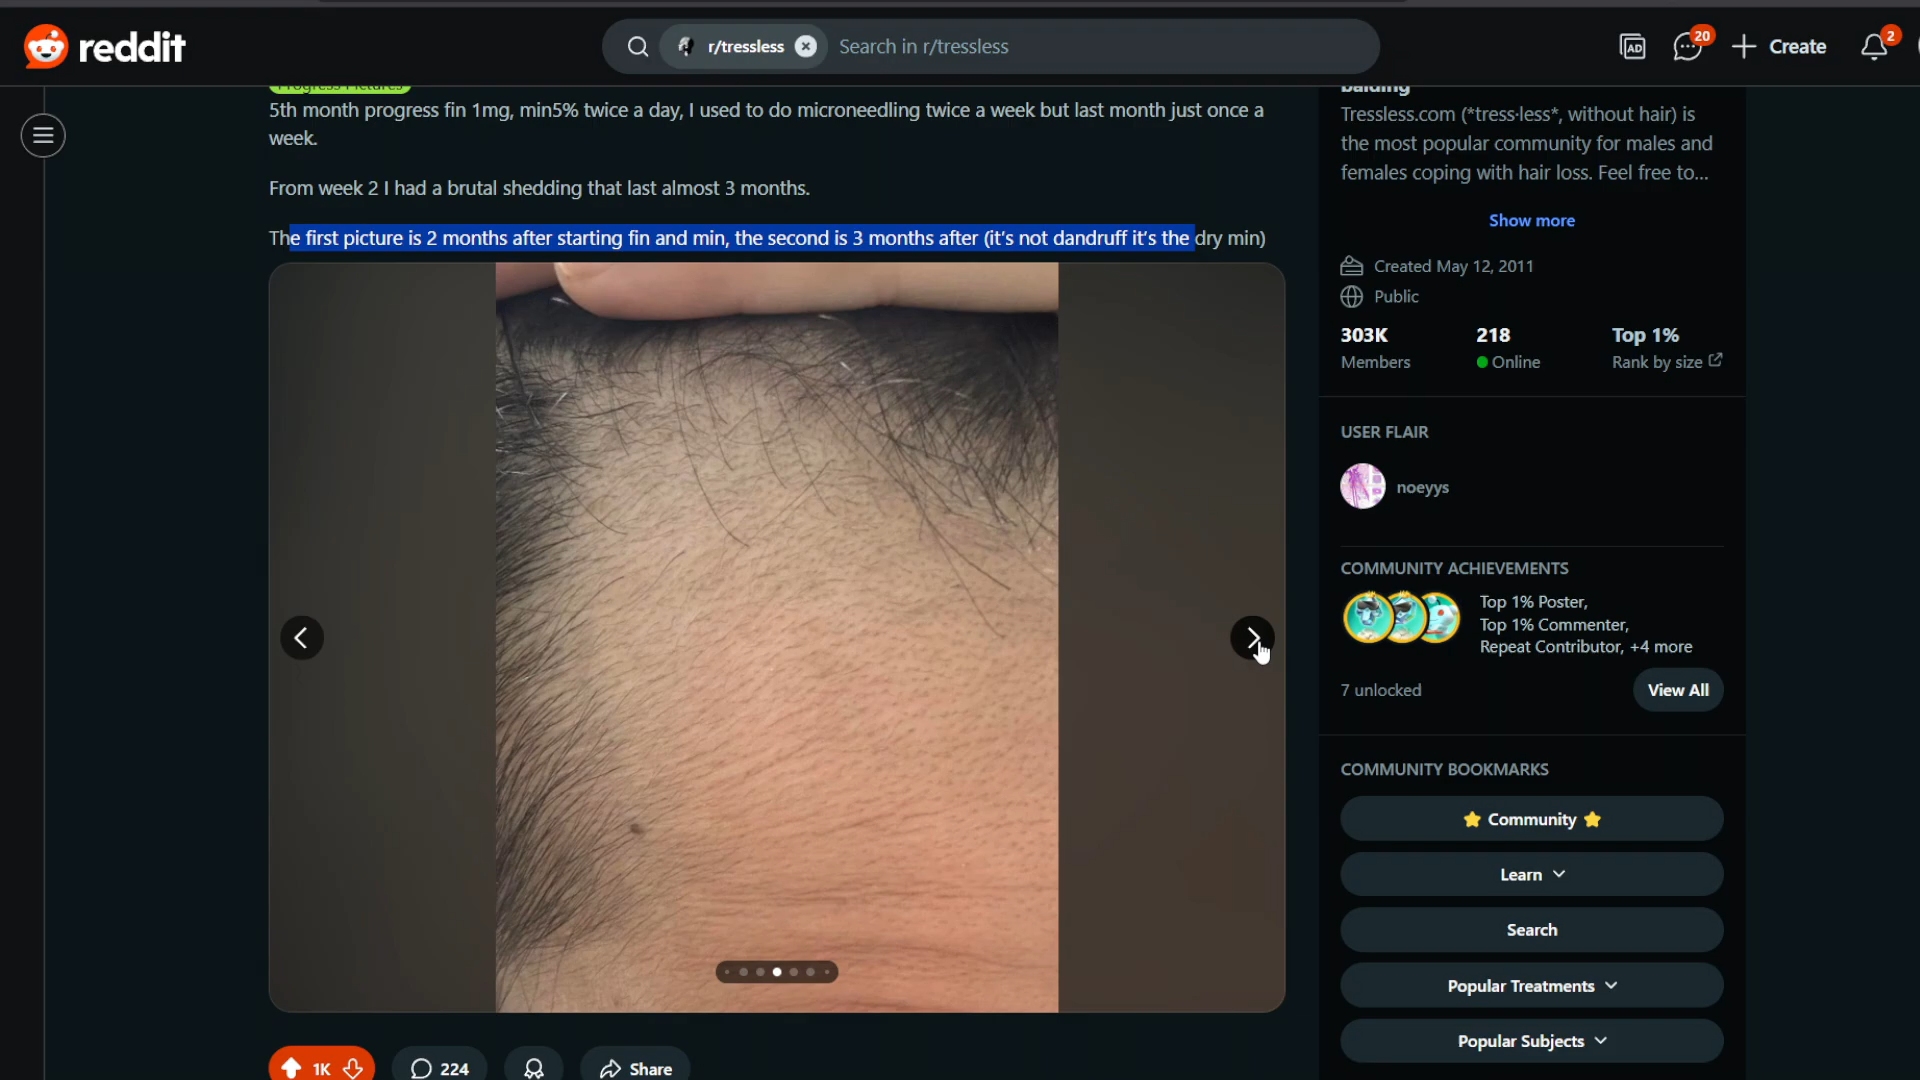 reddit
r/tressless
Search in r/tressless
AD
20
Create
2
Progress Pictures
5th month progress fin 1mg, min5% twice a day, I used to do microneedling twice a week but last month just once a
week.
From week 2 I had a brutal shedding that last almost 3 months.
The first picture is 2 months after starting fin and min, the second is 3 months after (it's not dandruff it's the dry min)
1K
224
Share
balding
Tressless.com (*tress·less*, without hair) is
the most popular community for males and
females coping with hair loss. Feel free to...
Show more
Created May 12, 2011
Public
303K
218
Top 1%
Members
Online
Rank by size
USER FLAIR
noeyys
COMMUNITY ACHIEVEMENTS
Top 1% Poster,
Top 1% Commenter,
Repeat Contributor, +4 more
7 unlocked
View All
COMMUNITY BOOKMARKS
Community
Learn
Search
Popular Treatments
Popular Subjects